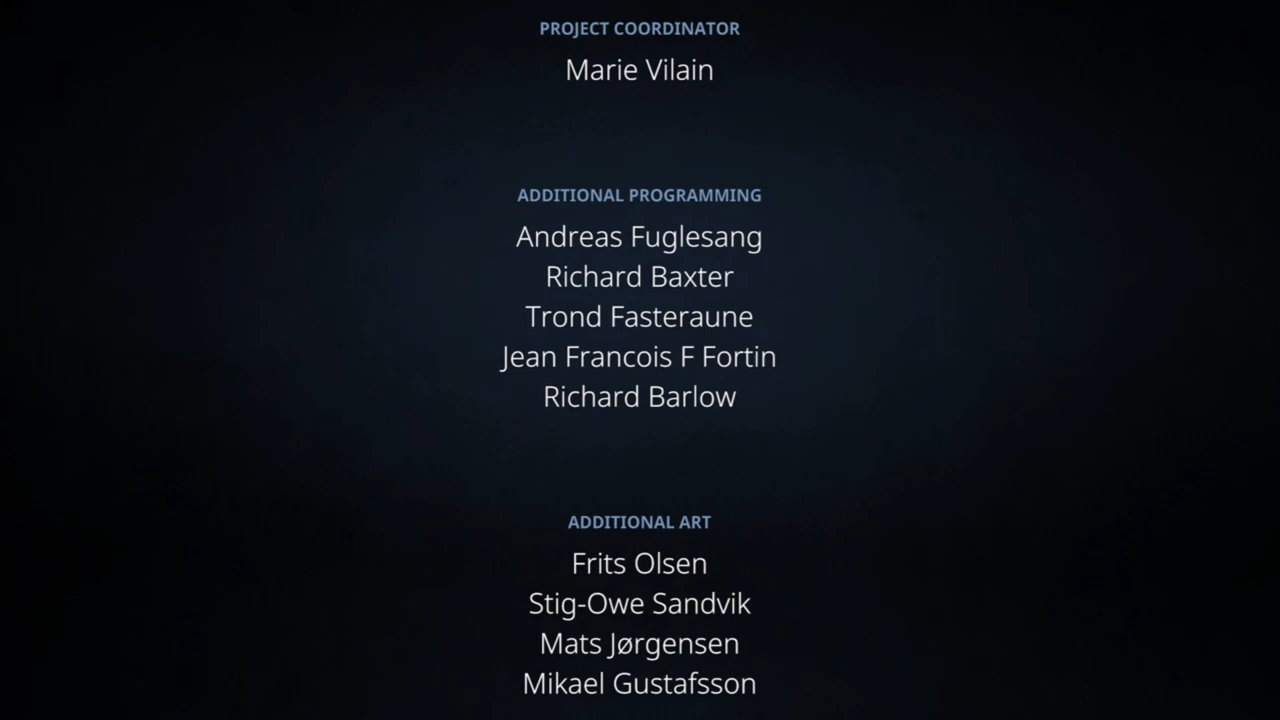 PROJECT COORDINATOR
Marie Vilain
ADDITIONAL PROGRAMMING
Andreas Fuglesang
Richard Baxter
Trond Fasteraune
Jean Francois F Fortin
Richard Barlow
ADDITIONAL ART
Frits Olsen
Stig-Owe Sandvik
Mats Jørgensen
Mikael Gustafsson